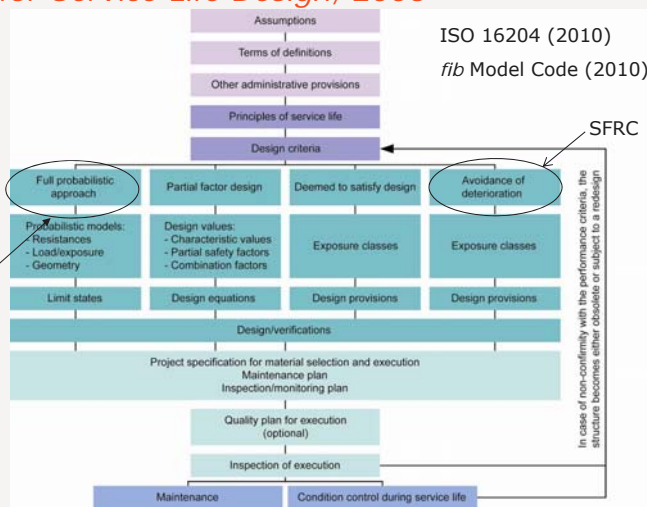 ISO 16204 (2010)
fib Model Code (2010)
SFRC
Assumptions
Terms of definitions
Other administrative provisions
Principles of service life
Design criteria
Full probabilistic
approach
Partial factor design
Deemed to satisfy design
Avoidance of
deterioration
Probabilistic models:
- Resistances
- Load/exposure
- Geometry
Design values:
- Characteristic values
- Partial safety factors
- Combination factors
Exposure classes
Exposure classes
Limit states
Design equations
Design provisions
Design provisions
Design/verifications
Project specification for material selection and execution
Maintenance plan
Inspection/monitoring plan
Quality plan for execution
(optional)
Inspection of execution
Maintenance
Condition control during service life
In case of non-confirmity with the performance criteria, the
structure becomes either obsolete or subject to a redesign